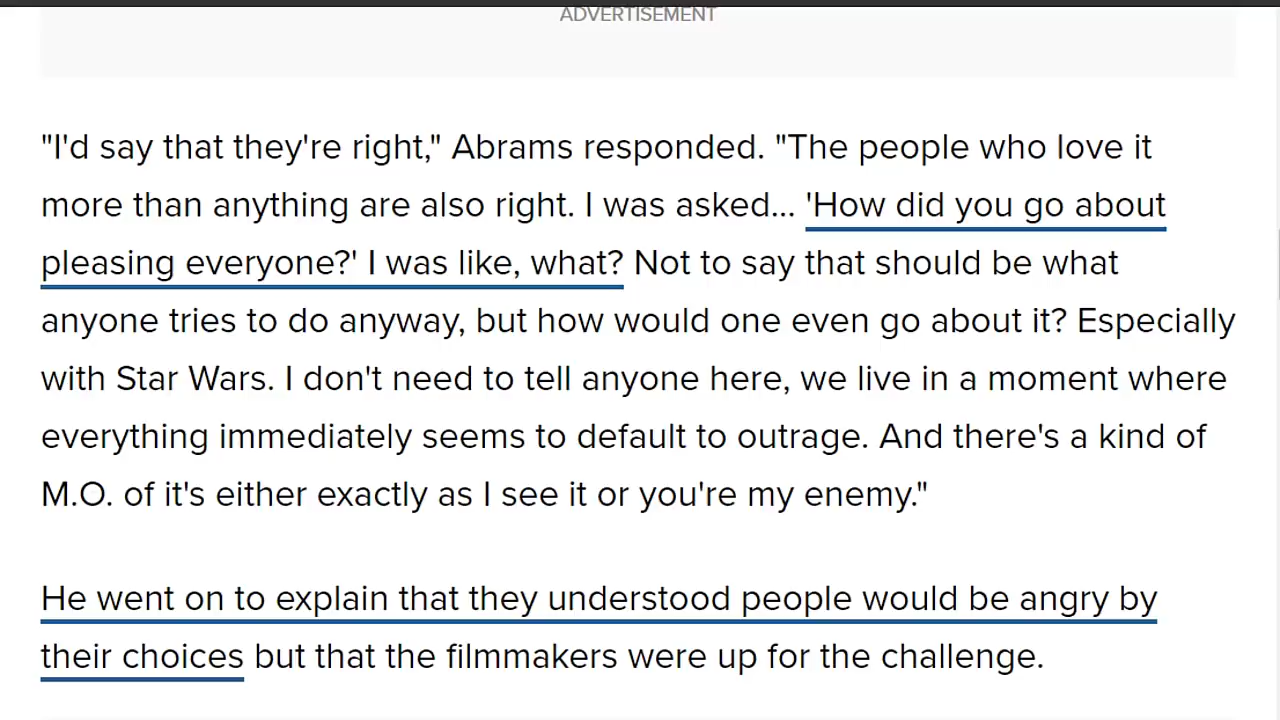 ADVERTISEMENT
"I'd say that they're right," Abrams responded. "The people who love it
more than anything are also right. I was asked... 'How did you go about
pleasing everyone?' I was like, what? Not to say that should be what
anyone tries to do anyway, but how would one even go about it? Especially
with Star Wars. I don't need to tell anyone here, we live in a moment where
everything immediately seems to default to outrage. And there's a kind of
M.O. of it's either exactly as I see it or you're my enemy."
He went on to explain that they understood people would be angry by
their choices but that the filmmakers were up for the challenge.